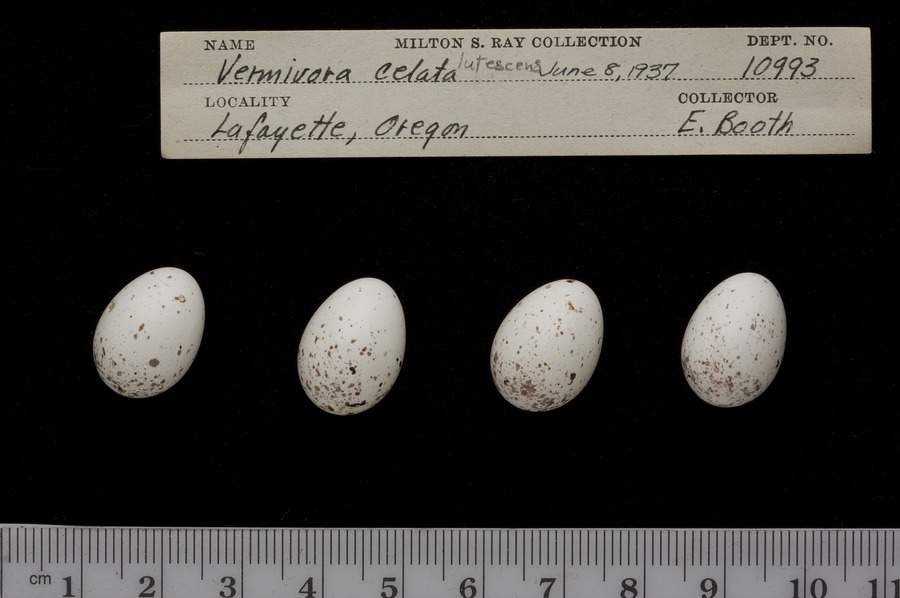 NAME MILTON S. RAY COLLECTION DEPT. NO.
Vermivora celata lutescens June 8, 1937 10993
LOCALITY COLLECTOR
Lafayette, Oregon E. Booth
cm 1 2 3 4 5 6 7 8 9 10 11